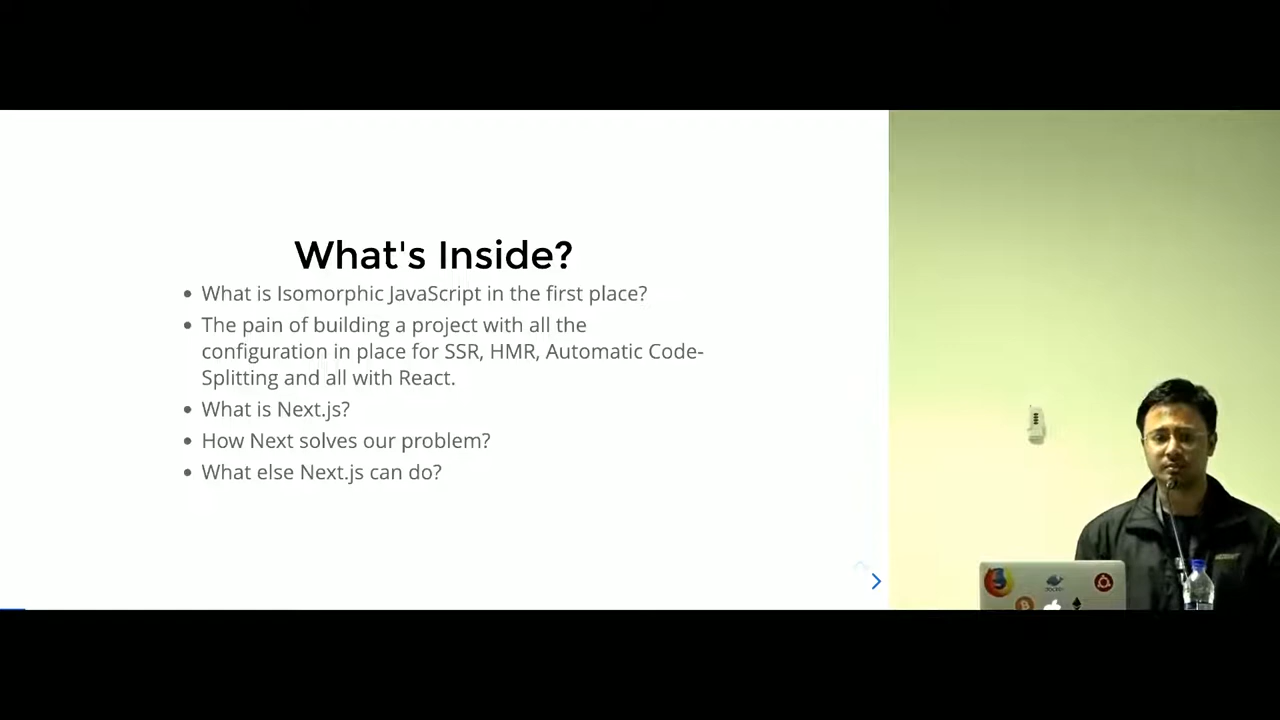 What's Inside?
What is Isomorphic JavaScript in the first place?
The pain of building a project with all the
configuration in place for SSR, HMR, Automatic Code-
Splitting and all with React.
What is Next.js?
How Next solves our problem?
What else Next.js can do?